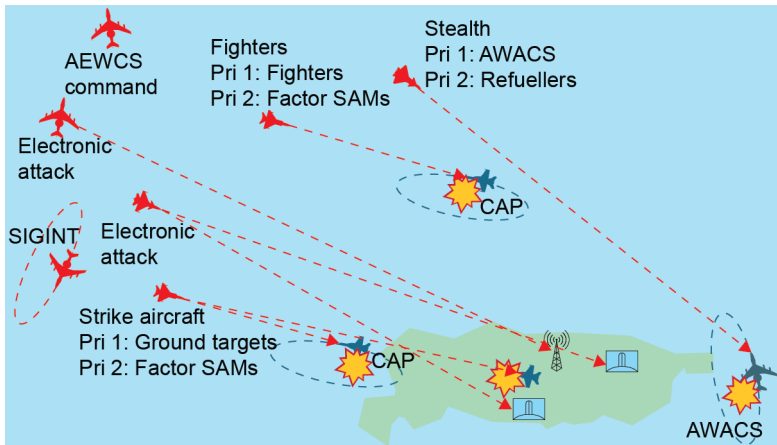 AEWCS
command
Fighters
Pri 1: Fighters
Pri 2: Factor SAMs
Stealth
Pri 1: AWACS
Pri 2: Refuellers
Electronic
attack
CAP
SIGINT
Electronic
attack
Strike aircraft
Pri 1: Ground targets
Pri 2: Factor SAMs
CAP
AWACS